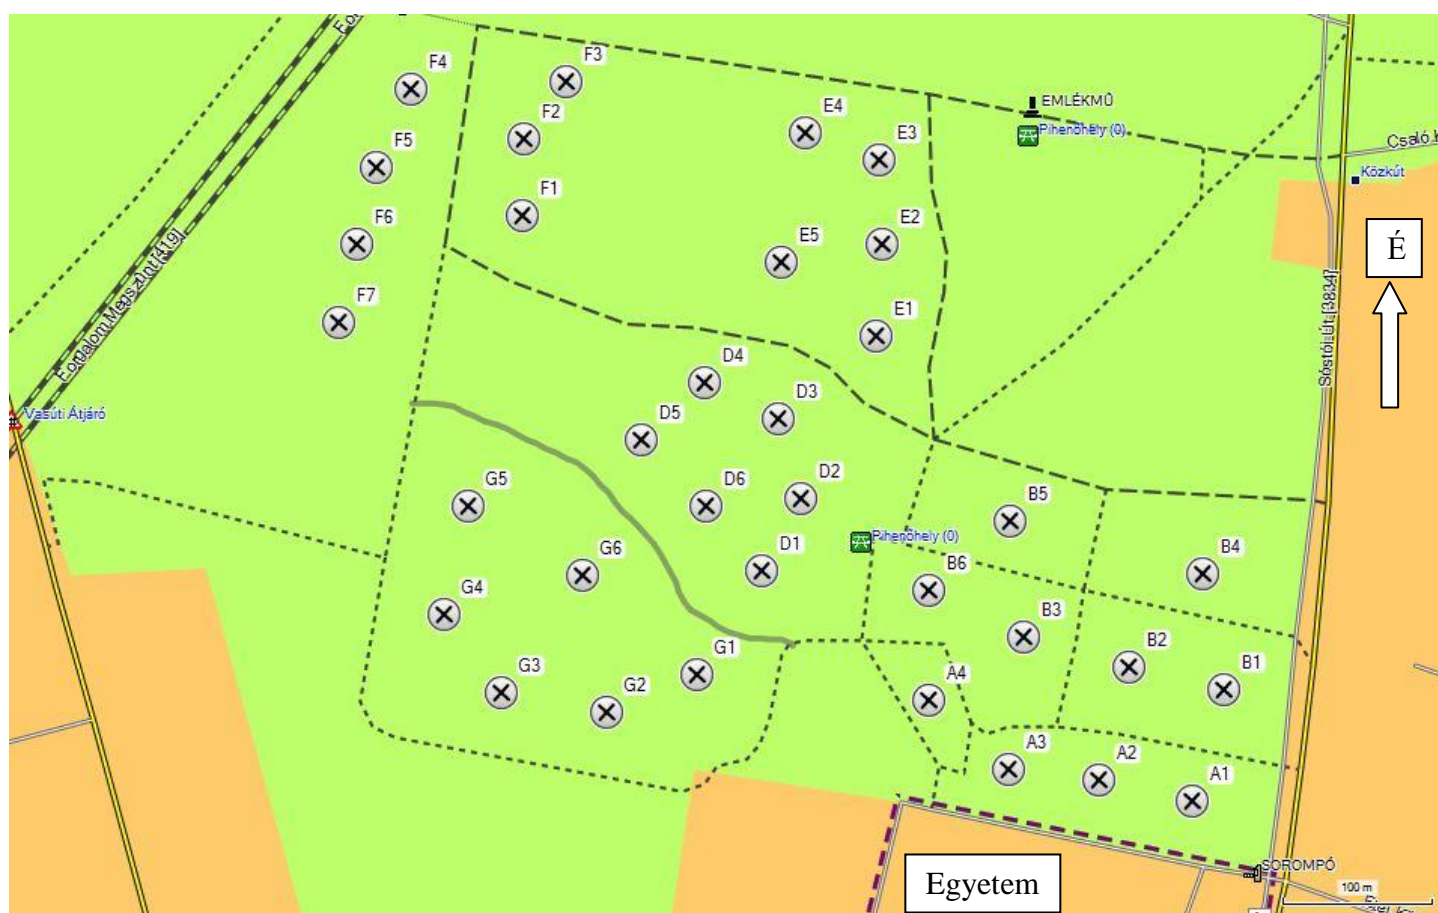 F4
F3
F2
E4
EMLÉKMŰ
Pihenőhely (0)
E3
F5
Közkút
F1
E2
É
F6
E5
Forgalom Megszűnt [419]
F7
E1
Sóstói Út [3834]
D4
D3
Vasúti Átjáró
D5
G5
D6
D2
B5
Pihenőhely (0)
D1
B4
G6
B6
G4
B3
B2
B1
G1
A4
G3
G2
A3
A2
A1
SOROMPÓ
Egyetem
100 m